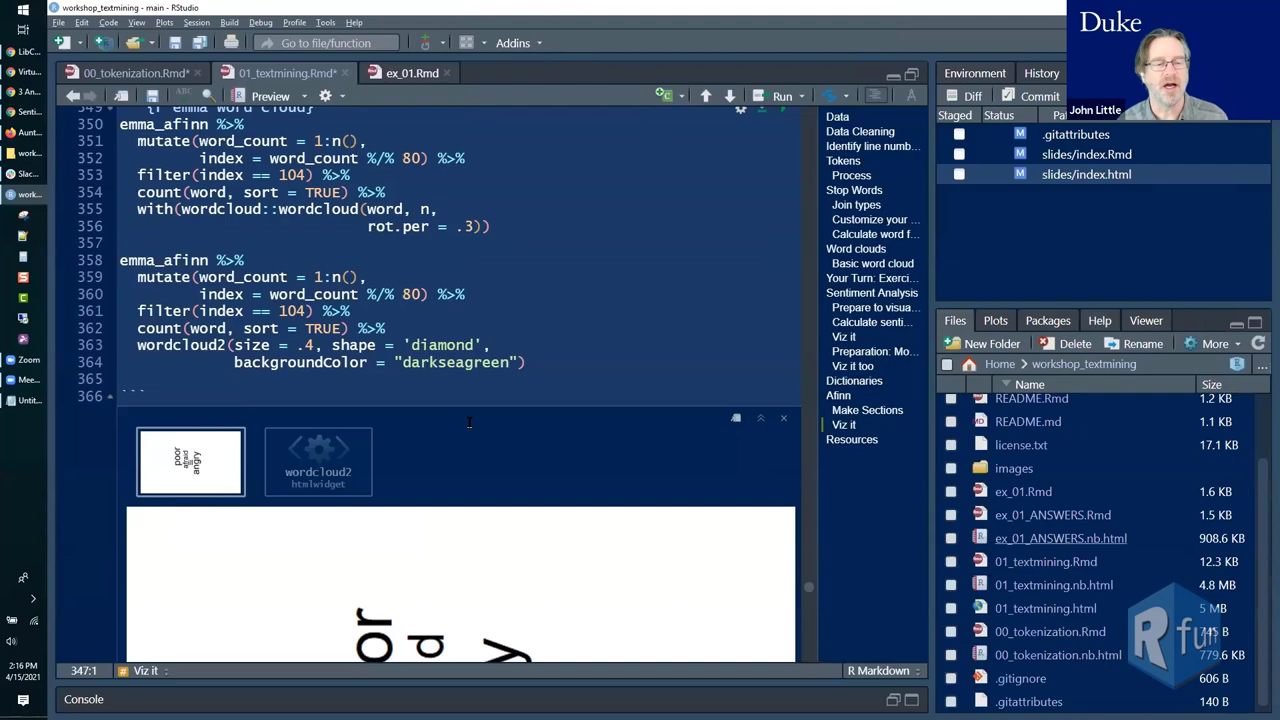 workshop_textmining - main - RStudio
File Edit Code View Plots Session Build Debug Profile Tools Help
Go to file/function
Addins
00_tokenization.Rmd*
01_textmining.Rmd*
ex_01.Rmd
Preview
Run
349 {r emma word cloud}
350 emma_afinn %>%
351 mutate(word_count = 1:n(),
352 index = word_count %/% 80) %>%
353 filter(index == 104) %>%
354 count(word, sort = TRUE) %>%
355 with(wordcloud::wordcloud(word, n,
356 rot.per = .3))
357
358 emma_afinn %>%
359 mutate(word_count = 1:n(),
360 index = word_count %/% 80) %>%
361 filter(index == 104) %>%
362 count(word, sort = TRUE) %>%
363 wordcloud2(size = .4, shape = 'diamond',
364 backgroundColor = "darkseagreen")
365
366 ```
poor
afraid
ill
angry
wordcloud2
htmlwidget
or
d
y
347:1
Viz it
R Markdown
Console
Data
Data Cleaning
Identify line numb...
Tokens
Process
Stop Words
Join types
Customize your ...
Calculate word f...
Word clouds
Basic word cloud
Your Turn: Exerci...
Sentiment Analysis
Prepare to visua...
Calculate senti...
Viz it
Preparation: Mo...
Viz it too
Dictionaries
Afinn
Make Sections
Viz it
Resources
Environment
History
Diff
Commit
Staged Status Pa
M .gitattributes
M slides/index.Rmd
M slides/index.html
Files Plots Packages Help Viewer
New Folder Delete Rename More
Home workshop_textmining
Name Size
README.Rmd 1.2 KB
README.md 1.1 KB
license.txt 17.1 KB
images
ex_01.Rmd 1.6 KB
ex_01_ANSWERS.Rmd 1.5 KB
ex_01_ANSWERS.nb.html 908.6 KB
01_textmining.Rmd 12.3 KB
01_textmining.nb.html 4.8 MB
01_textmining.html 5 MB
00_tokenization.Rmd 745 B
00_tokenization.nb.html 779.6 KB
.gitignore 606 B
.gitattributes 140 B
R fun
Duke
John Little
LibC
Virtu
3 An
Senti
Aunt
work
Slac
work
Zoom
Mee
Untit
2:16 PM
4/15/2021